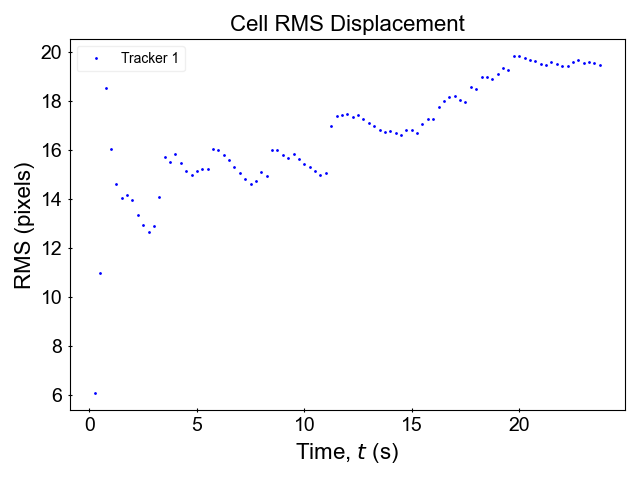 Cell RMS Displacement
Tracker 1
20
18
16
14
12
10
8
6
RMS (pixels)
0 5 10 15 20
Time, t (s)